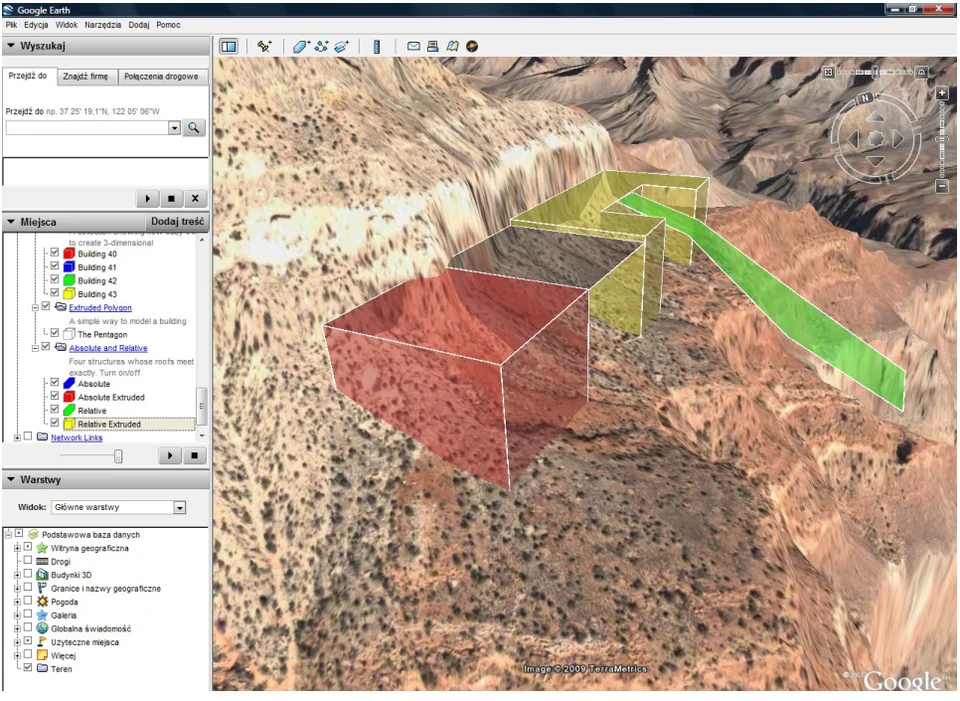 Google Earth
Plik Edycja Widok Narzędzia Dodaj Pomoc
Wyszukaj
Przejdź do Znajdź firmę Połączenia drogowe
Przejdź do np. 37 25' 19,1"N, 122 05' 06"W
Miejsca Dodaj treść
to create 3-dimensional
Building 40
Building 41
Building 42
Building 43
Extruded Polygon
A simple way to model a building
The Pentagon
Absolute and Relative
Four structures whose roofs meet
exactly. Turn on/off
Absolute
Absolute Extruded
Relative
Relative Extruded
Network Links
Warstwy
Widok: Główne warstwy
Podstawowa baza danych
Witryna geograficzna
Drogi
Budynki 3D
Granice i nazwy geograficzne
Pogoda
Galeria
Globalna świadomość
Użyteczne miejsca
Więcej
Teren
N
Image © 2009 TerraMetrics
Google